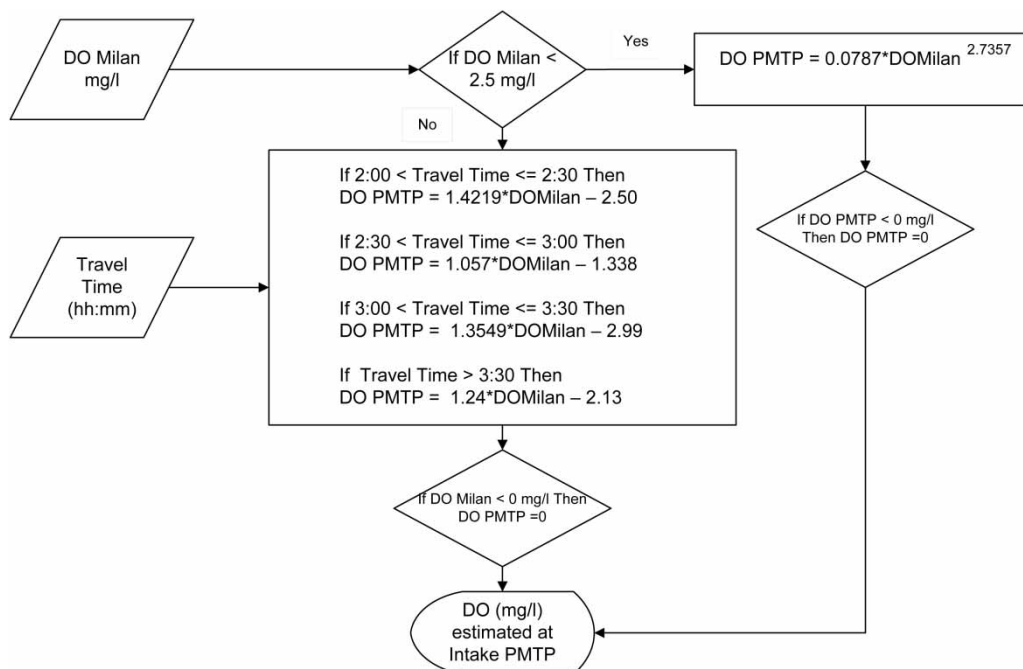 DO Milan
mg/l
If DO Milan <
2.5 mg/l
Yes
DO PMTP = 0.0787*DOMilan 2.7357
No
If 2:00 < Travel Time <= 2:30 Then
DO PMTP = 1.4219*DOMilan – 2.50
If 2:30 < Travel Time <= 3:00 Then
DO PMTP = 1.057*DOMilan – 1.338
If 3:00 < Travel Time <= 3:30 Then
DO PMTP =  1.3549*DOMilan – 2.99
If  Travel Time > 3:30 Then
DO PMTP =  1.24*DOMilan – 2.13
If DO PMTP < 0 mg/l
Then DO PMTP =0
Travel
Time
(hh:mm)
If DO Milan < 0 mg/l Then
DO PMTP =0
DO (mg/l)
estimated at
Intake PMTP